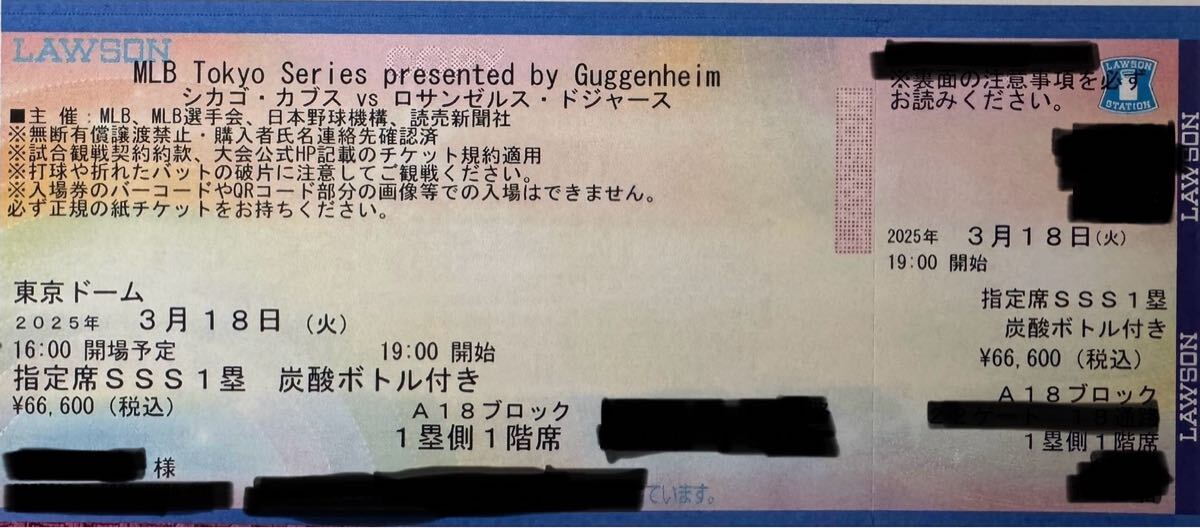 LAWSON
COPY
MLB Tokyo Series presented by Guggenheim
シカゴ・カブス vs ロサンゼルス・ドジャース
■主 催：MLB、MLB選手会、日本野球機構、読売新聞社
※無断有償譲渡禁止・購入者氏名連絡先確認済
※試合観戦契約約款、大会公式HP記載のチケット規約適用
※打球や折れたバットの破片に注意してご観戦ください。
※入場券のバーコードやQRコード部分の画像等での入場はできません。
必ず正規の紙チケットをお持ちください。
東京ドーム
２０２５年 ３月１８日（火）
16:00 開場予定 19:00 開始
指定席ＳＳＳ１塁 炭酸ボトル付き
¥66,600（税込）
Ａ１８ブロック
１塁側１階席
様
ています。
※裏面の注意事項を必ず
お読みください。
LAWSON
STATION
2025年 ３月１８日（火）
19:00 開始
指定席ＳＳＳ１塁
炭酸ボトル付き
¥66,600（税込）
Ａ１８ブロック
１塁側１階席
LAWSON
LAWSON